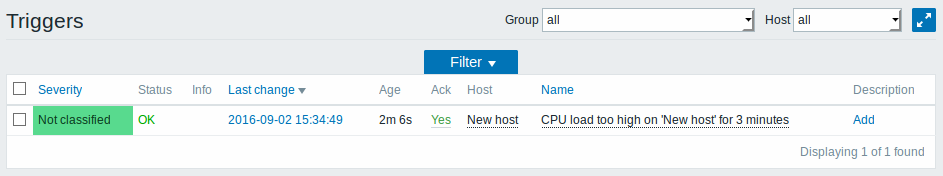 Triggers Group all Host all
Filter
Severity Status Info Last change Age Ack Host Name Description
Not classified OK 2016-09-02 15:34:49 2m 6s Yes New host CPU load too high on 'New host' for 3 minutes Add
Displaying 1 of 1 found